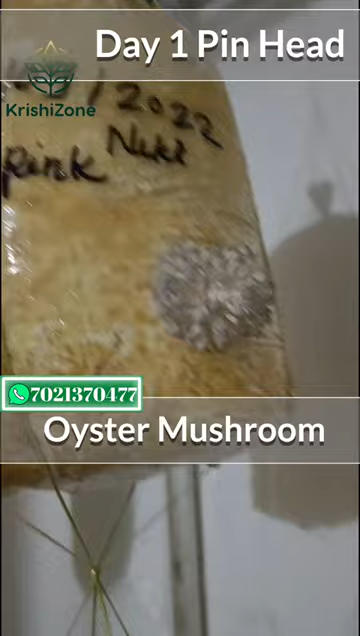 Day 1 Pin Head
KrishiZone
/2022
Pink
7021370477
Oyster Mushroom